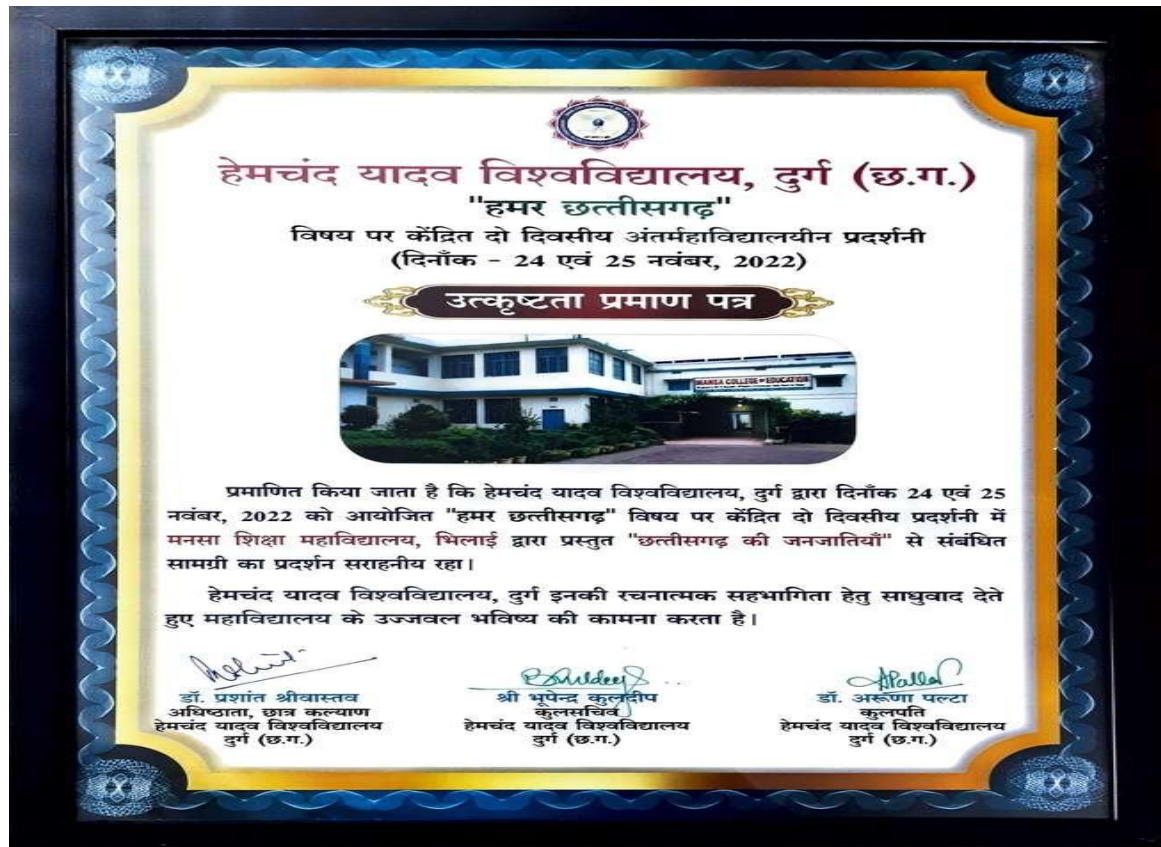 हेमचंद यादव विश्वविद्यालय, दुर्ग (छ.ग.)
"हमर छत्तीसगढ़"
विषय पर केंद्रित दो दिवसीय अंतर्महाविद्यालयीन प्रदर्शनी
(दिनाँक - 24 एवं 25 नवंबर, 2022)
उत्कृष्टता प्रमाण पत्र
MANSA COLLEGE OF EDUCATION
प्रमाणित किया जाता है कि हेमचंद यादव विश्वविद्यालय, दुर्ग द्वारा दिनाँक 24 एवं 25
नवंबर, 2022 को आयोजित "हमर छत्तीसगढ़" विषय पर केंद्रित दो दिवसीय प्रदर्शनी में
मनसा शिक्षा महाविद्यालय, भिलाई द्वारा प्रस्तुत "छत्तीसगढ़ की जनजातियाँ" से संबंधित
सामग्री का प्रदर्शन सराहनीय रहा।
हेमचंद यादव विश्वविद्यालय, दुर्ग इनकी रचनात्मक सहभागिता हेतु साधुवाद देते
हुए महाविद्यालय के उज्जवल भविष्य की कामना करता है।
डॉ. प्रशांत श्रीवास्तव
अधिष्ठाता, छात्र कल्याण
हेमचंद यादव विश्वविद्यालय
दुर्ग (छ.ग.)
श्री भूपेन्द्र कुलदीप
कुलसचिव
हेमचंद यादव विश्वविद्यालय
दुर्ग (छ.ग.)
डॉ. अरूणा पल्टा
कुलपति
हेमचंद यादव विश्वविद्यालय
दुर्ग (छ.ग.)